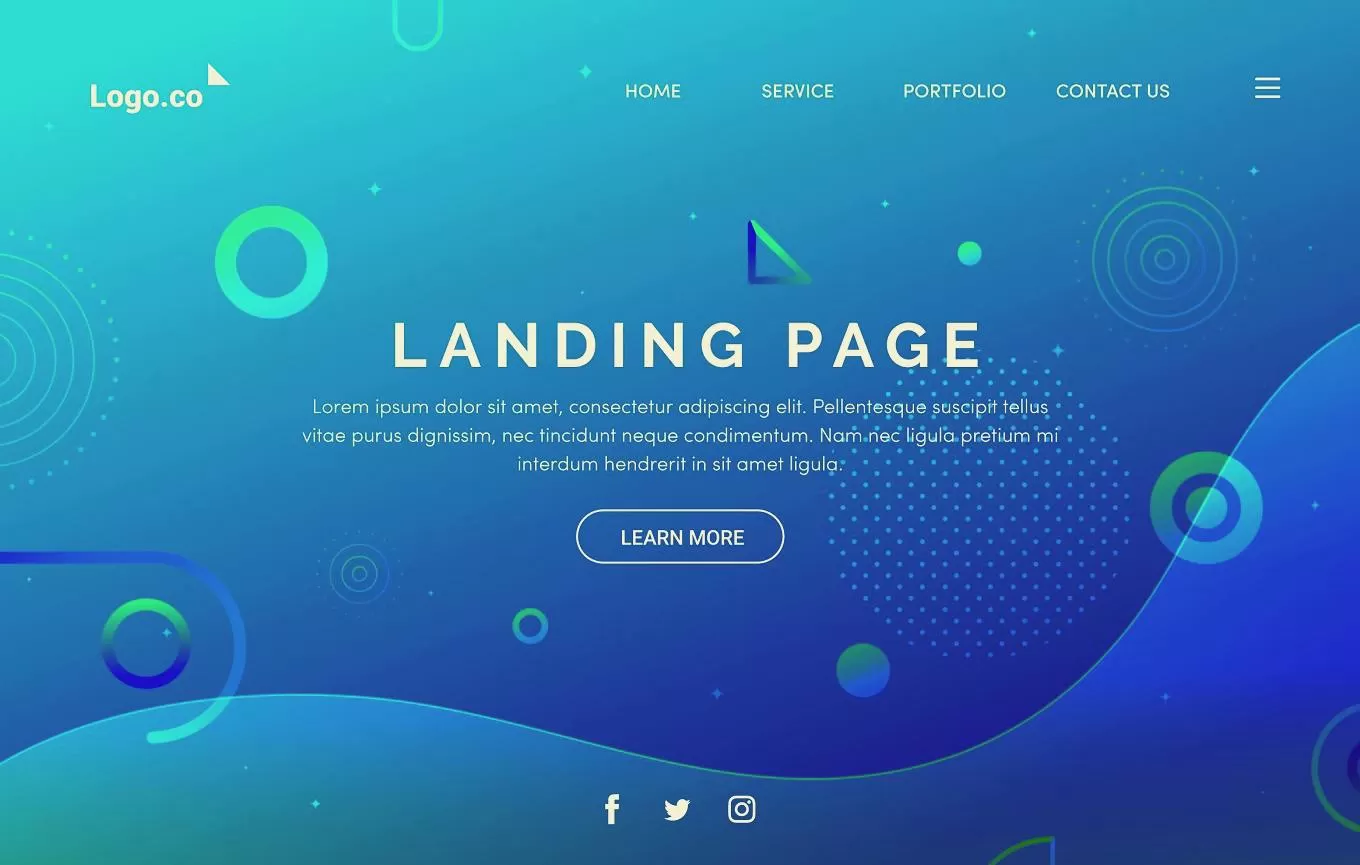 Logo.co
HOME SERVICE PORTFOLIO CONTACT US
LANDING PAGE
Lorem ipsum dolor sit amet, consectetur adipiscing elit. Pellentesque suscipit tellus
vitae purus dignissim, nec tincidunt neque condimentum. Nam nec ligula pretium mi
interdum hendrerit in sit amet ligula.
LEARN MORE